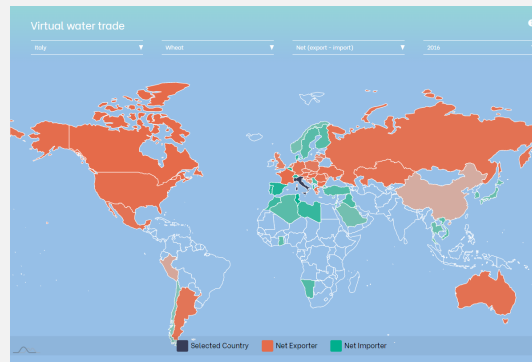 Virtual water trade
Italy
Wheat
Net (export - import)
2016
Selected Country
Net Exporter
Net Importer